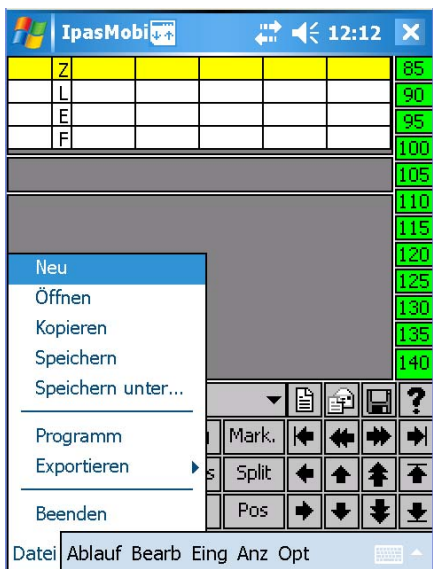 IpasMobi 12:12
Z 85
L 90
E 95
F 100
105
110
115
120
125
130
135
140
Neu
Öffnen
Kopieren
Speichern
Speichern unter...
?
Programm
Mark.
Exportieren
s Split
Beenden
Pos
Datei Ablauf Bearb Eing Anz Opt